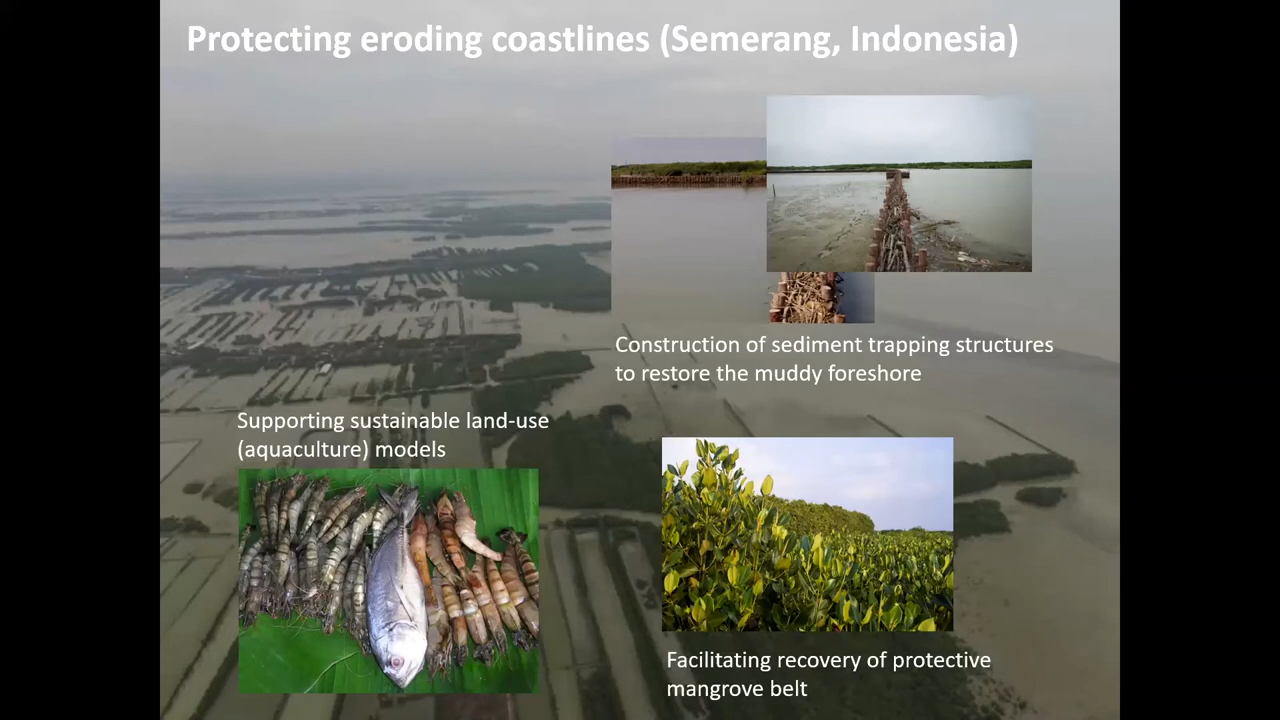 Protecting eroding coastlines (Semerang, Indonesia)
Construction of sediment trapping structures
to restore the muddy foreshore
Supporting sustainable land-use
(aquaculture) models
Facilitating recovery of protective
mangrove belt